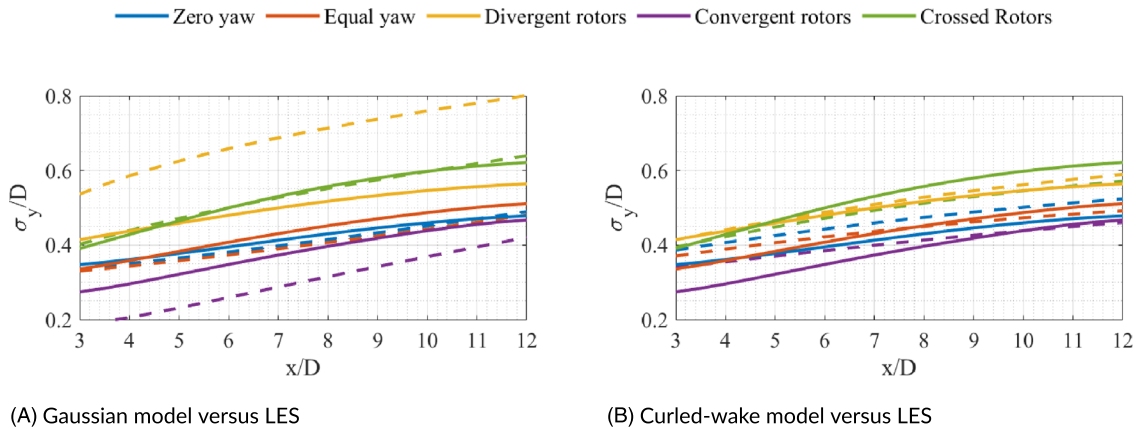 Zero yaw Equal yaw Divergent rotors Convergent rotors Crossed Rotors
0.8
0.6
0.4
0.2
σy/D
3 4 5 6 7 8 9 10 11 12
x/D
(A) Gaussian model versus LES
0.8
0.6
0.4
0.2
σy/D
3 4 5 6 7 8 9 10 11 12
x/D
(B) Curled-wake model versus LES